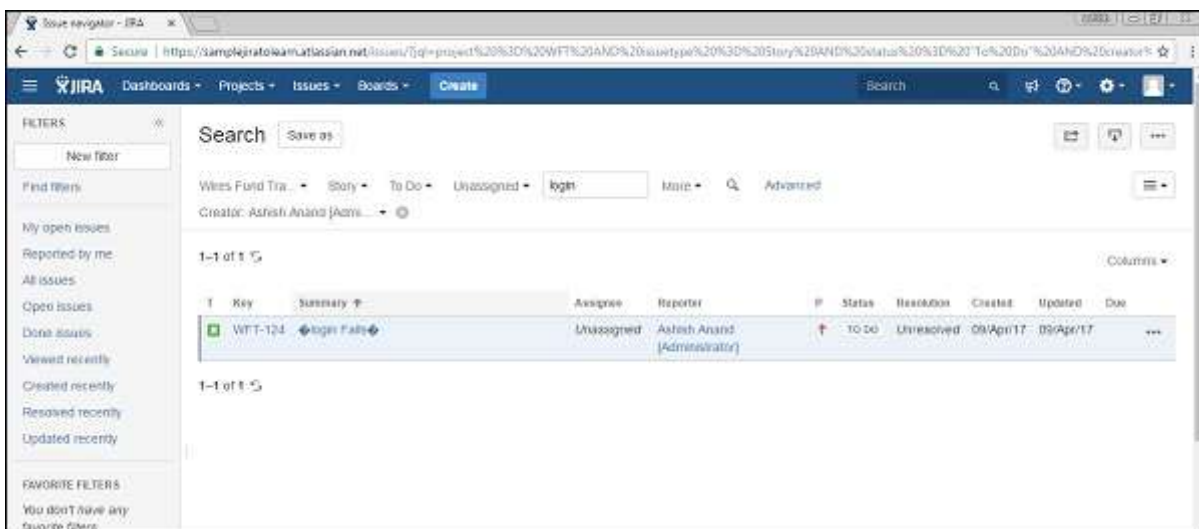 Issue navigator - JIRA
Secure | https://samplejiratolearn.atlassian.net/issues/?jql=project%20%3D%20WFT%20AND%20issuetype%20%3D%20Story%20AND%20status%20%3D%20"To%20Do"%20AND%20creator%
JIRA Dashboards Projects Issues Boards Create Search
FILTERS
New filter
Find filters
My open issues
Reported by me
All issues
Open issues
Done issues
Viewed recently
Created recently
Resolved recently
Updated recently
FAVORITE FILTERS
You don't have any
favorite filters
Search Save as
Wires Fund Tra... Story To Do Unassigned login More Advanced
Creator: Ashish Anand [Admi...
1–1 of 1
Columns
T Key Summary Assignee Reporter P Status Resolution Created Updated Due
WFT-124 �login Fails� Unassigned Ashish Anand [Administrator] TO DO Unresolved 09/Apr/17 09/Apr/17
1–1 of 1